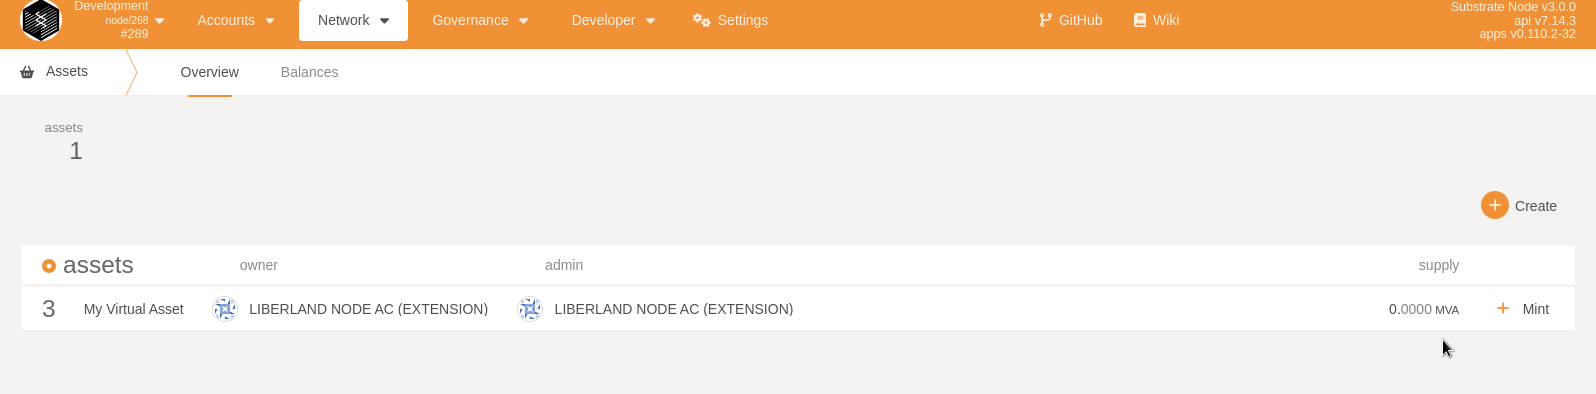 Development
node/268
#289
Accounts
Network
Governance
Developer
Settings
GitHub
Wiki
Substrate Node v3.0.0
api v7.14.3
apps v0.110.2-32
Assets
Overview
Balances
assets
1
Create
assets owner admin supply
3 My Virtual Asset LIBERLAND NODE AC (EXTENSION) LIBERLAND NODE AC (EXTENSION) 0.0000 MVA Mint